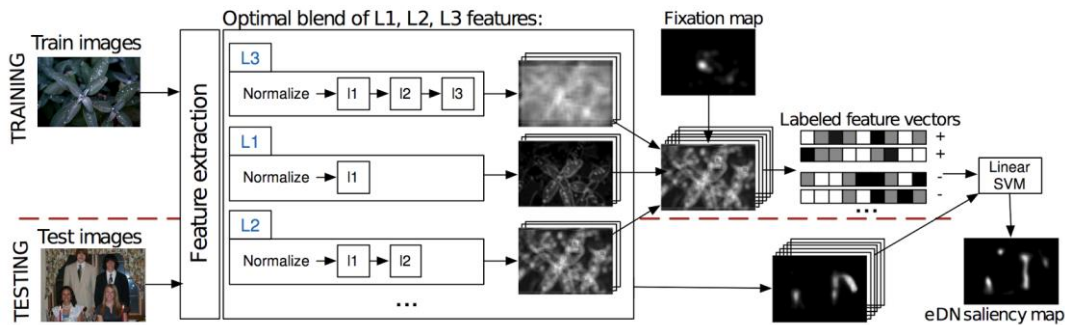 Optimal blend of L1, L2, L3 features:
TRAINING
Train images
Feature extraction
L3
Normalize
l1
l2
l3
L1
Normalize
l1
L2
Normalize
l1
l2
...
Fixation map
Labeled feature vectors
+
+
-
-
...
Linear
SVM
TESTING
Test images
eDN saliency map